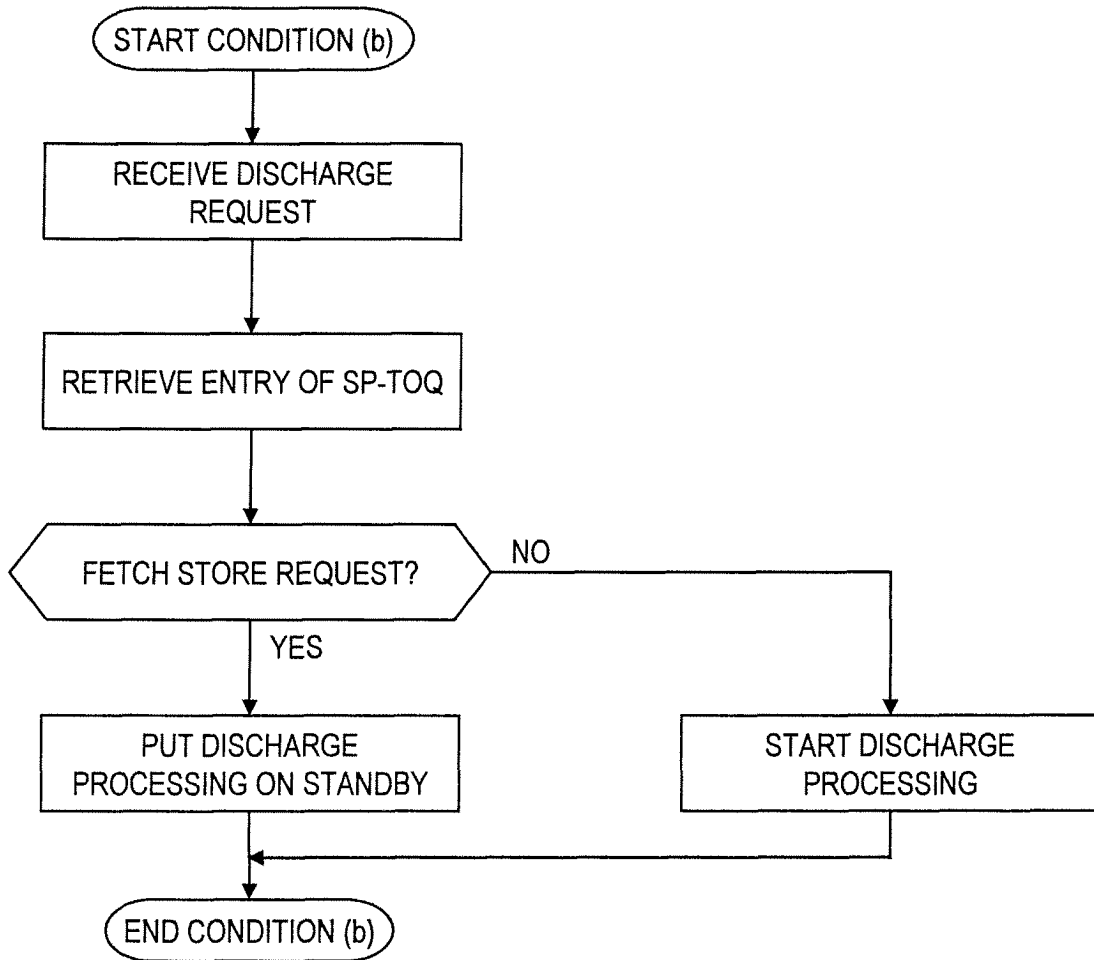 START CONDITION (b)
RECEIVE DISCHARGE
REQUEST
RETRIEVE ENTRY OF SP-TOQ
FETCH STORE REQUEST?
NO
YES
PUT DISCHARGE
PROCESSING ON STANDBY
START DISCHARGE
PROCESSING
END CONDITION (b)